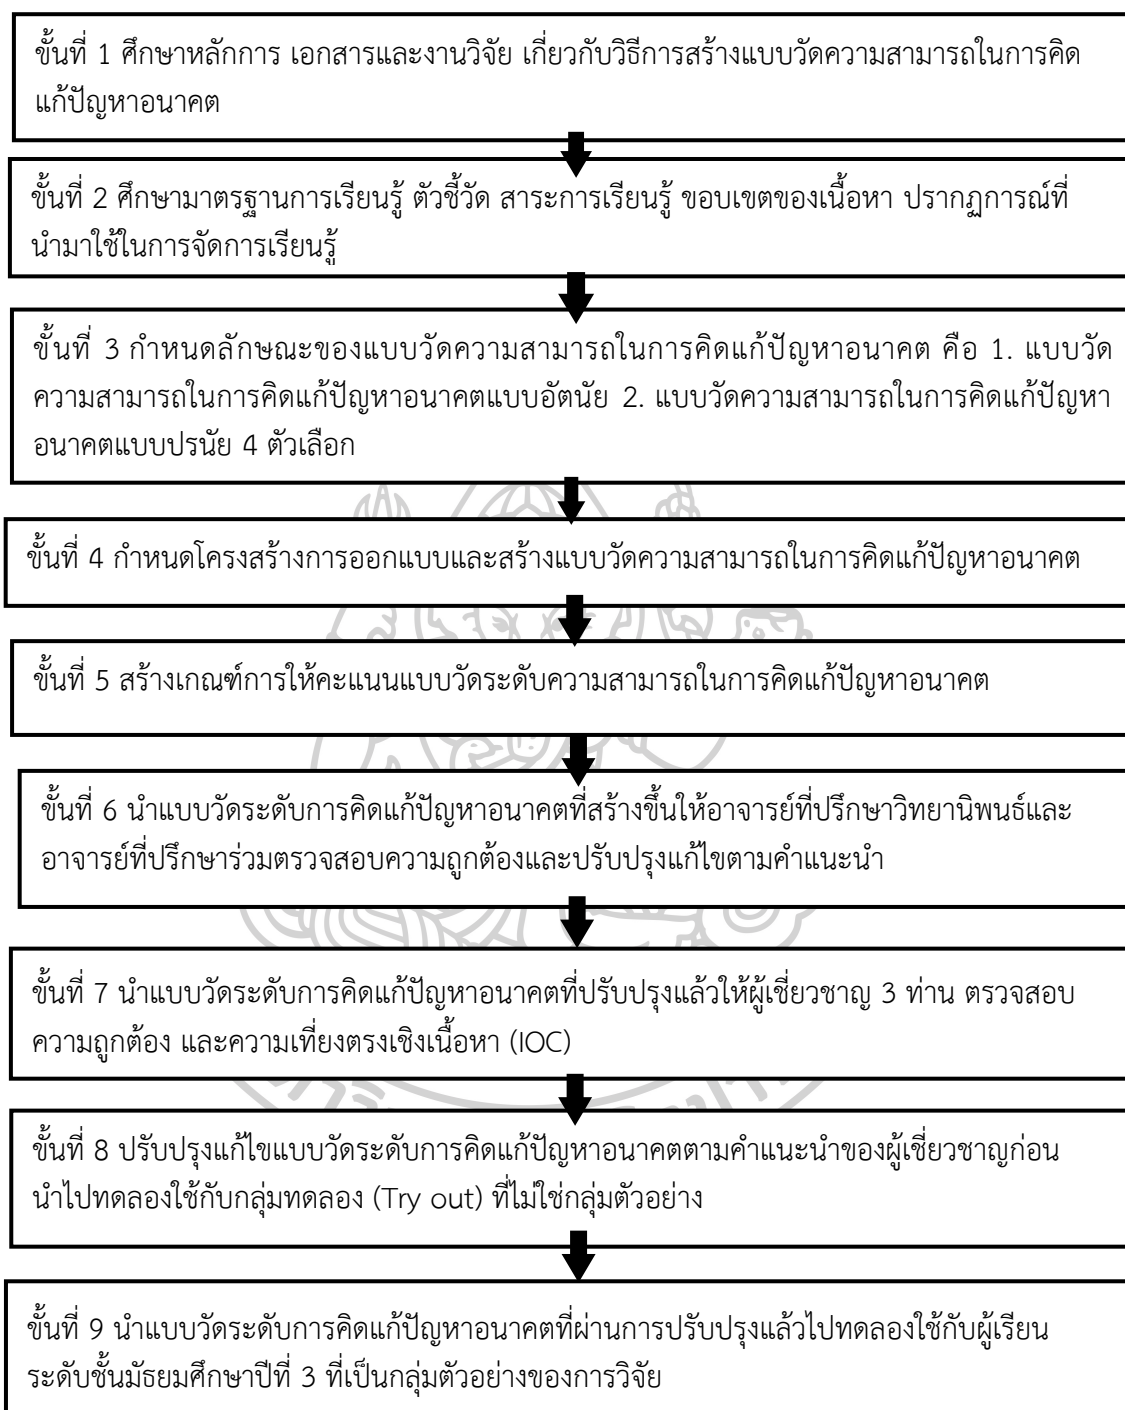 ขั้นที่ 1 ศึกษาหลักการ เอกสารและงานวิจัย เกี่ยวกับวิธีการสร้างแบบวัดความสามารถในการคิด
แก้ปัญหาอนาคต
ขั้นที่ 2 ศึกษามาตรฐานการเรียนรู้ ตัวชี้วัด สาระการเรียนรู้ ขอบเขตของเนื้อหา ปรากฏการณ์ที่
นำมาใช้ในการจัดการเรียนรู้
ขั้นที่ 3 กำหนดลักษณะของแบบวัดความสามารถในการคิดแก้ปัญหาอนาคต คือ 1. แบบวัด
ความสามารถในการคิดแก้ปัญหาอนาคตแบบอัตนัย 2. แบบวัดความสามารถในการคิดแก้ปัญหา
อนาคตแบบปรนัย 4 ตัวเลือก
ขั้นที่ 4 กำหนดโครงสร้างการออกแบบและสร้างแบบวัดความสามารถในการคิดแก้ปัญหาอนาคต
ขั้นที่ 5 สร้างเกณฑ์การให้คะแนนแบบวัดระดับความสามารถในการคิดแก้ปัญหาอนาคต
ขั้นที่ 6 นำแบบวัดระดับการคิดแก้ปัญหาอนาคตที่สร้างขึ้นให้อาจารย์ที่ปรึกษาวิทยานิพนธ์และ
อาจารย์ที่ปรึกษาร่วมตรวจสอบความถูกต้องและปรับปรุงแก้ไขตามคำแนะนำ
ขั้นที่ 7 นำแบบวัดระดับการคิดแก้ปัญหาอนาคตที่ปรับปรุงแล้วให้ผู้เชี่ยวชาญ 3 ท่าน ตรวจสอบ
ความถูกต้อง และความเที่ยงตรงเชิงเนื้อหา (IOC)
ขั้นที่ 8 ปรับปรุงแก้ไขแบบวัดระดับการคิดแก้ปัญหาอนาคตตามคำแนะนำของผู้เชี่ยวชาญก่อน
นำไปทดลองใช้กับกลุ่มทดลอง (Try out) ที่ไม่ใช่กลุ่มตัวอย่าง
ขั้นที่ 9 นำแบบวัดระดับการคิดแก้ปัญหาอนาคตที่ผ่านการปรับปรุงแล้วไปทดลองใช้กับผู้เรียน
ระดับชั้นมัธยมศึกษาปีที่ 3 ที่เป็นกลุ่มตัวอย่างของการวิจัย